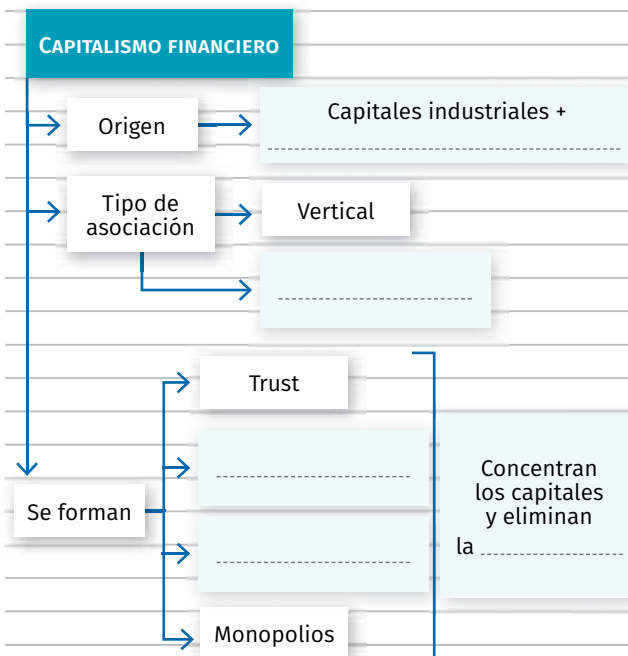 CAPITALISMO FINANCIERO
Origen
Capitales industriales +
Tipo de
asociación
Vertical
Trust
Se forman
Concentran
los capitales
y eliminan
la
Monopolios